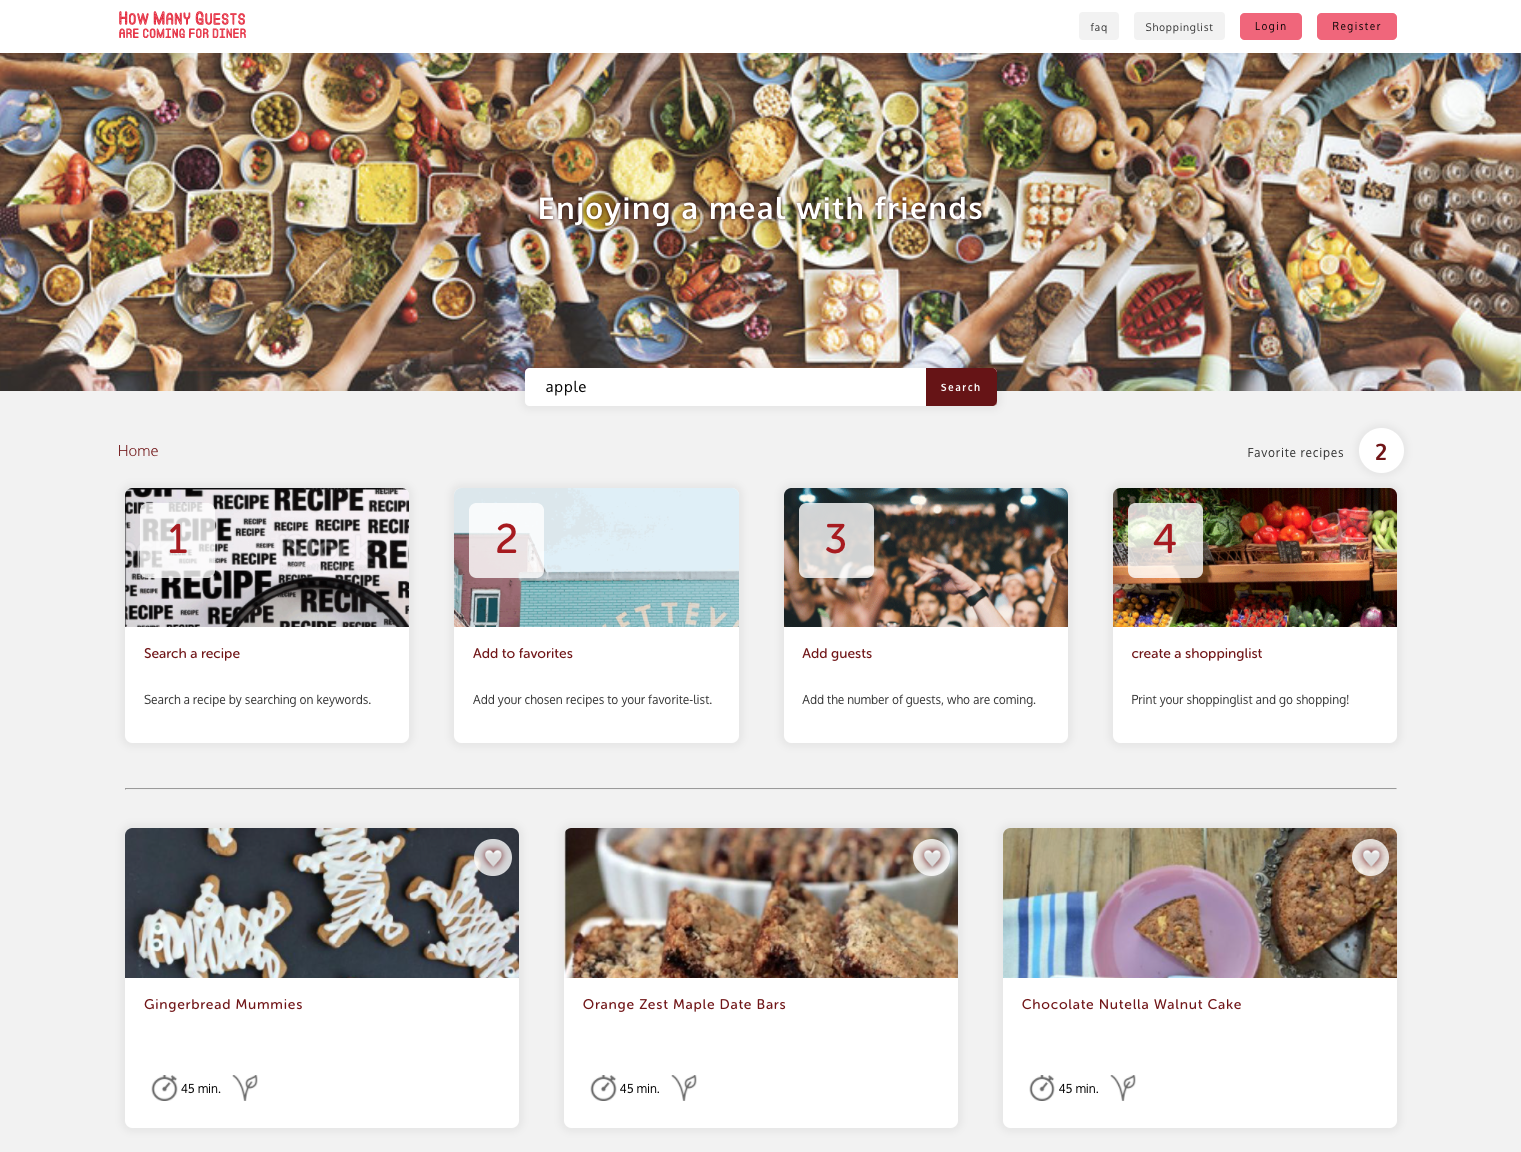 How Many Guests
are coming for diner
faq
Shoppinglist
Login
Register
Enjoying a meal with friends
apple
Search
Home
Favorite recipes
2
RECIPE RECIPE
RECIPE
1
2
3
4
Search a recipe
Add to favorites
Add guests
create a shoppinglist
Search a recipe by searching on keywords.
Add your chosen recipes to your favorite-list.
Add the number of guests, who are coming.
Print your shoppinglist and go shopping!
Gingerbread Mummies
Orange Zest Maple Date Bars
Chocolate Nutella Walnut Cake
45 min.
45 min.
45 min.